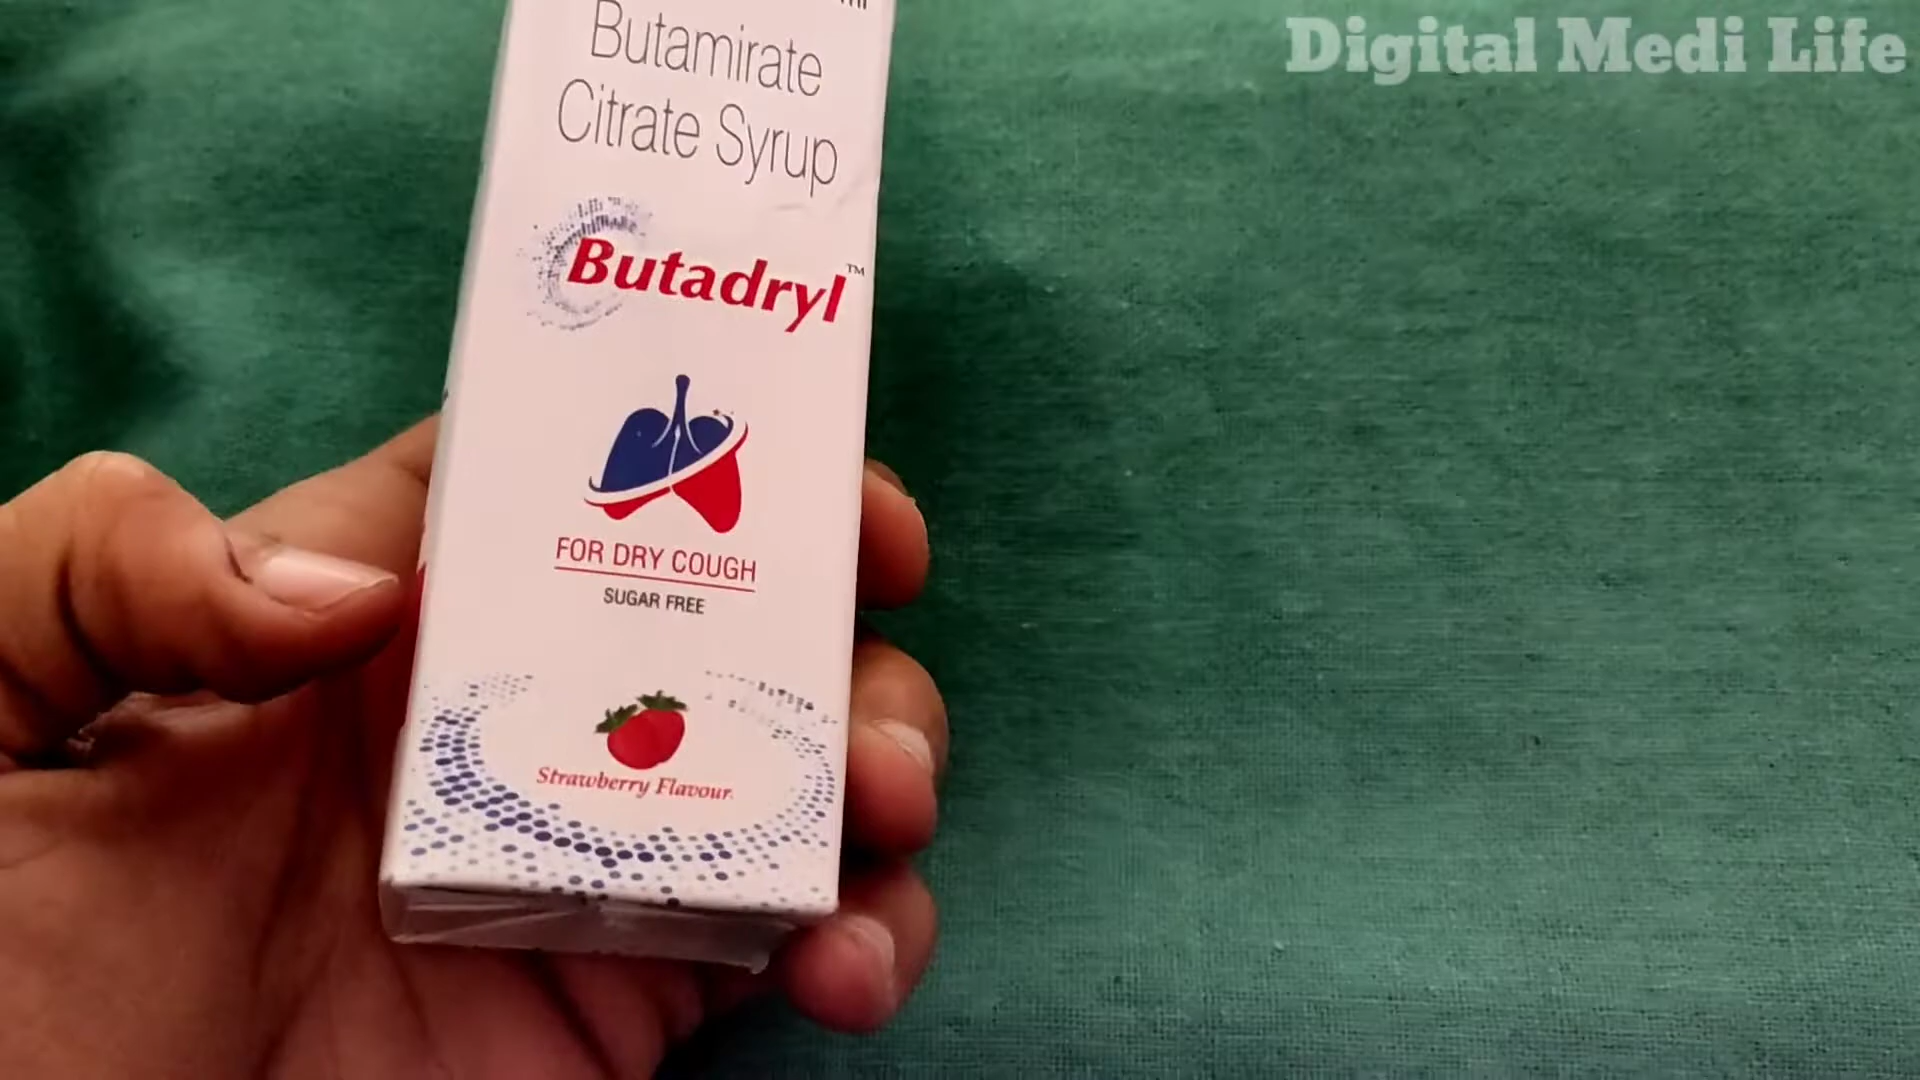 Digital Medi Life
Butamirate
Citrate Syrup
Butadryl™
FOR DRY COUGH
SUGAR FREE
Strawberry Flavour.